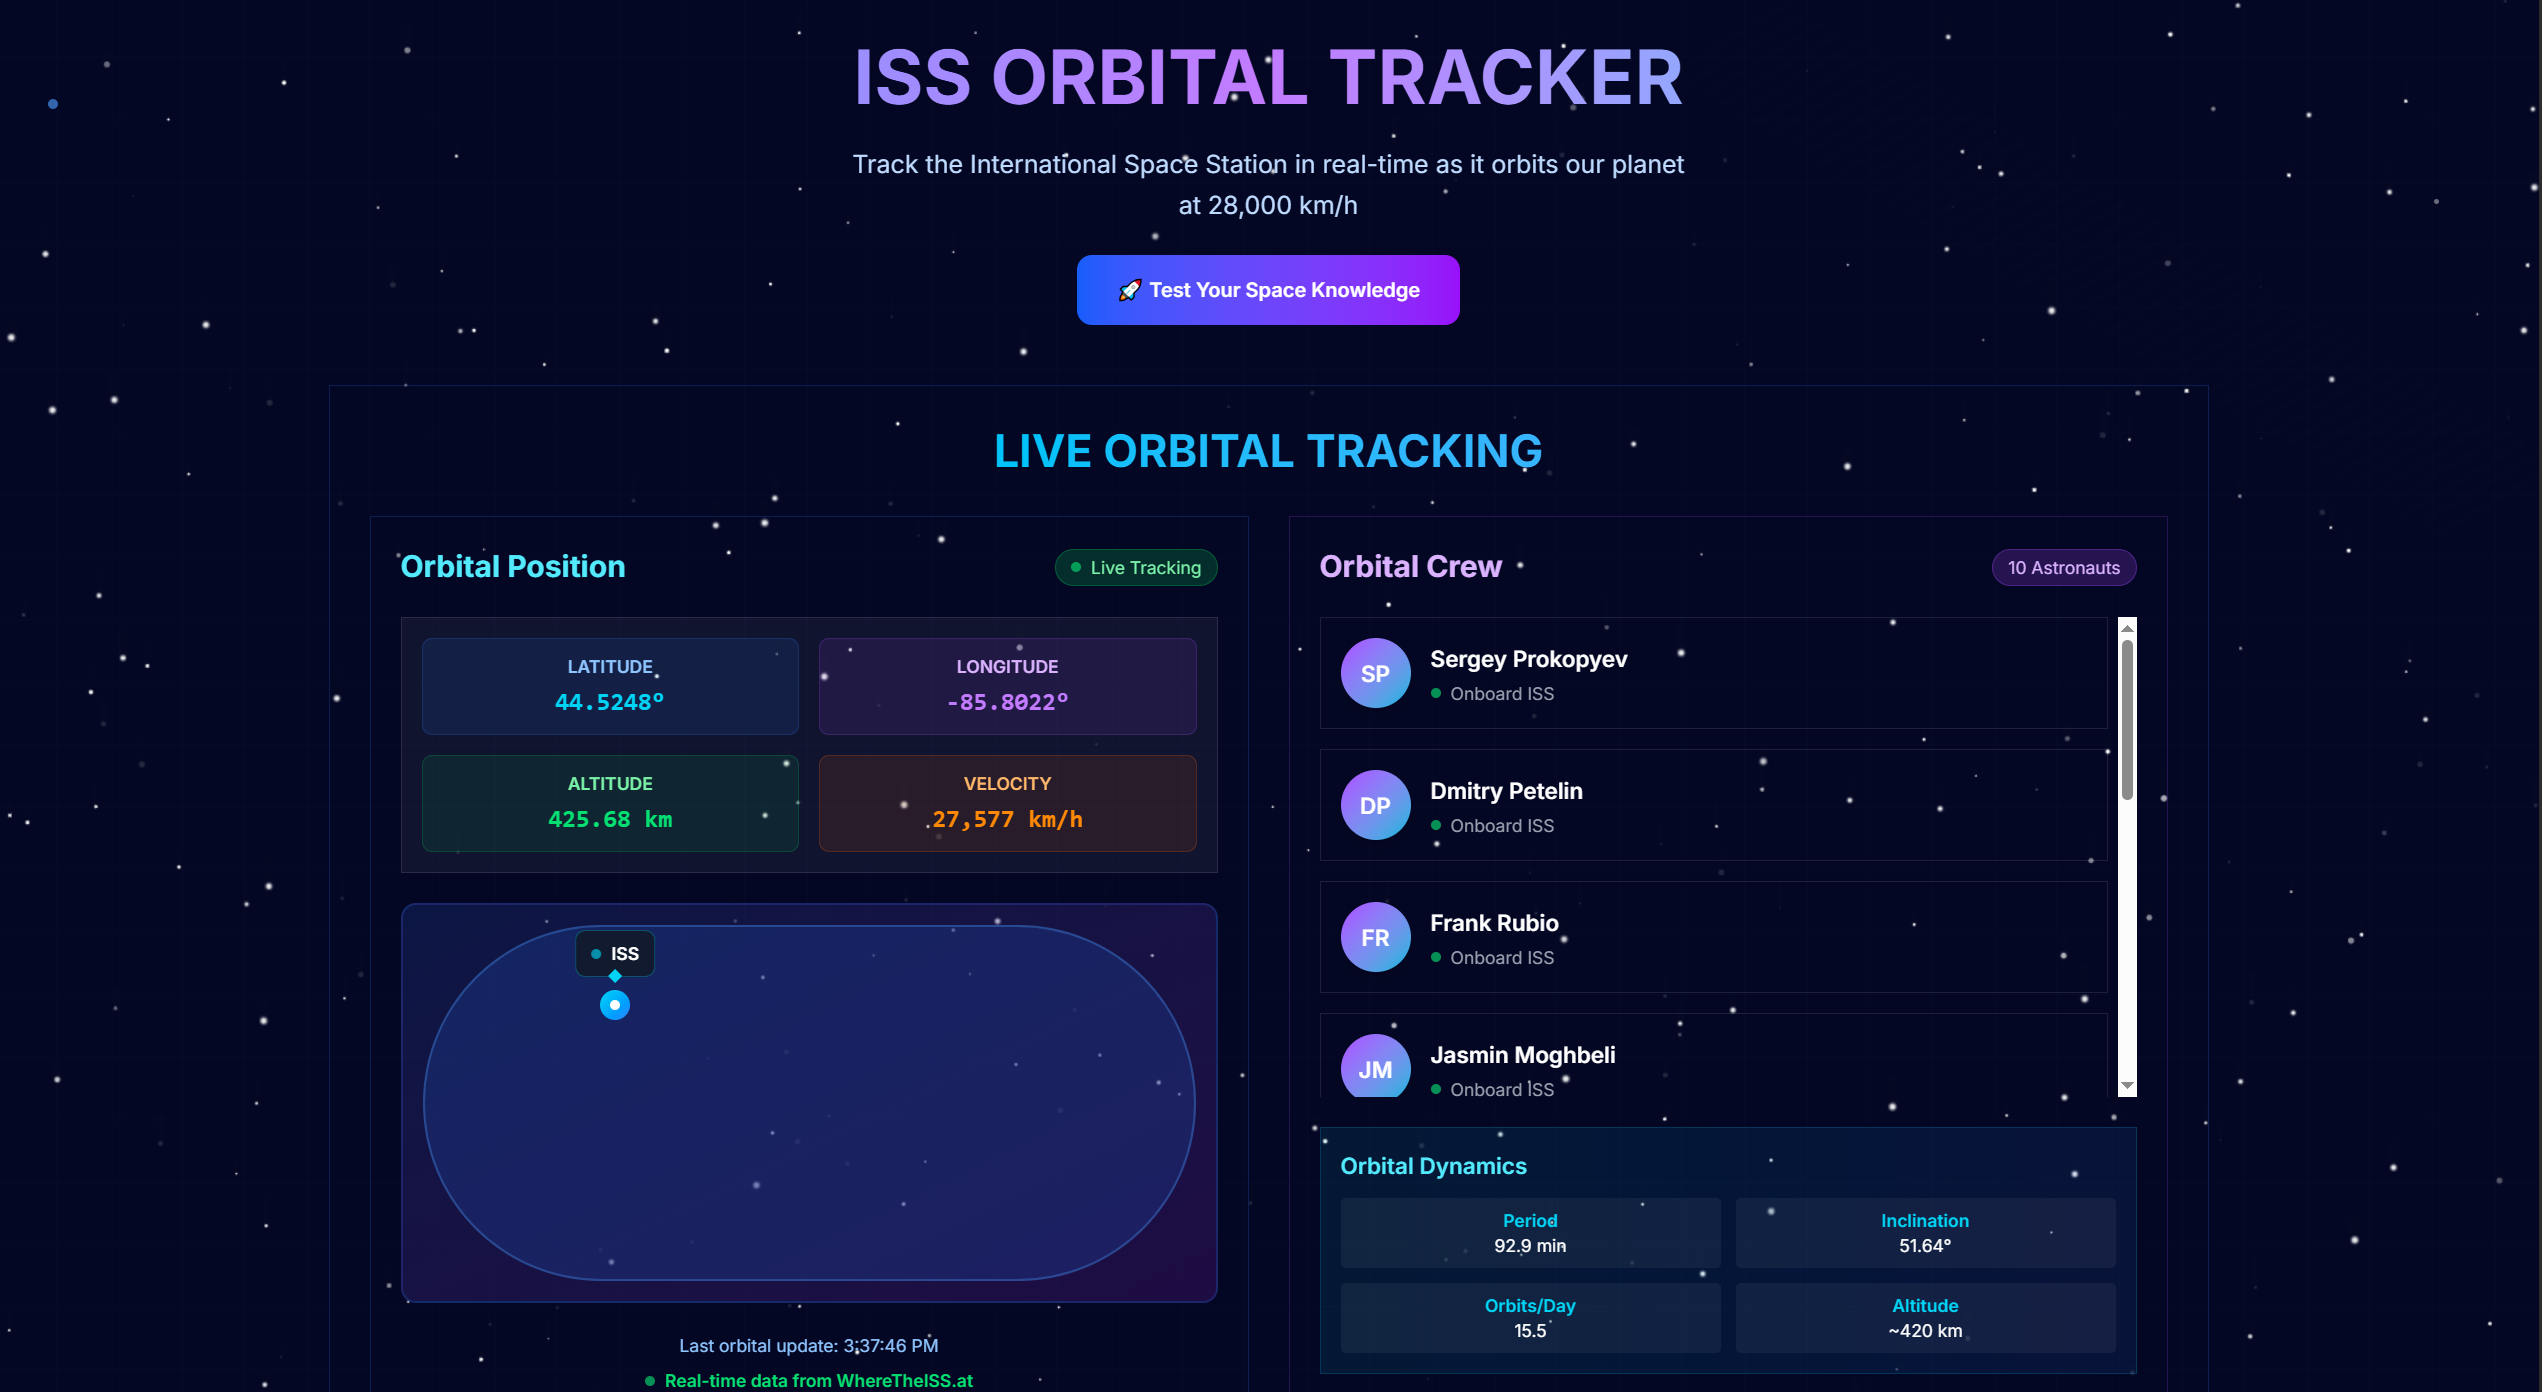 ISS ORBITAL TRACKER
Track the International Space Station in real-time as it orbits our planet
at 28,000 km/h
🚀 Test Your Space Knowledge
LIVE ORBITAL TRACKING
Orbital Position
Live Tracking
LATITUDE
44.5248°
LONGITUDE
-85.8022°
ALTITUDE
425.68 km
VELOCITY
27,577 km/h
ISS
Last orbital update: 3:37:46 PM
Real-time data from WhereTheISS.at
Orbital Crew
10 Astronauts
SP
Sergey Prokopyev
Onboard ISS
DP
Dmitry Petelin
Onboard ISS
FR
Frank Rubio
Onboard ISS
JM
Jasmin Moghbeli
Onboard ISS
Orbital Dynamics
Period
92.9 min
Inclination
51.64°
Orbits/Day
15.5
Altitude
~420 km